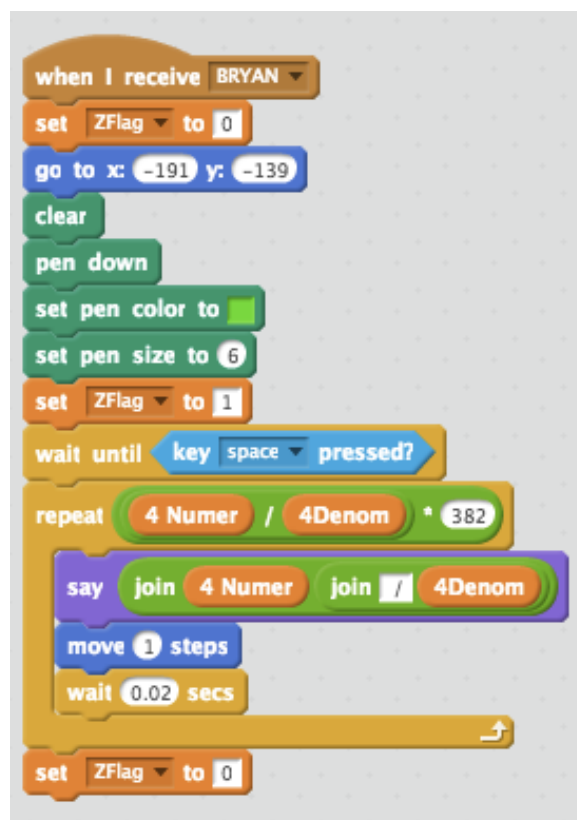 when I receive BRYAN
set ZFlag to 0
go to x: -191 y: -139
clear
pen down
set pen color to
set pen size to 6
set ZFlag to 1
wait until key space pressed?
repeat 4 Numer / 4Denom * 382
say join 4 Numer join / 4Denom
move 1 steps
wait 0.02 secs
set ZFlag to 0